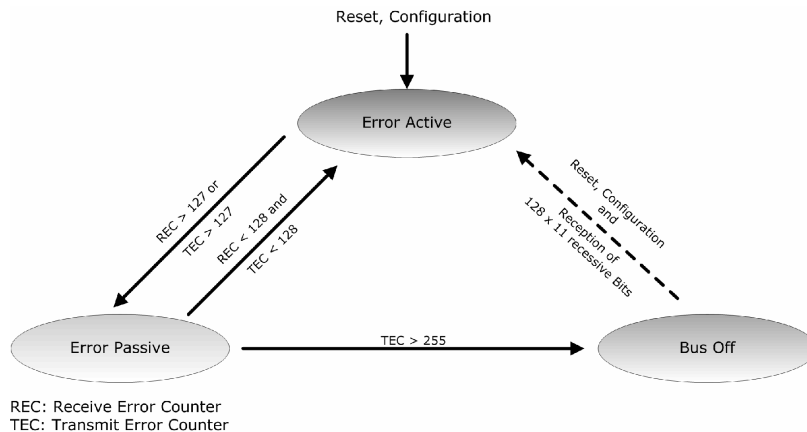 Reset, Configuration
Error Active
REC > 127 or
TEC > 127
REC < 128 and
TEC < 128
Reset, Configuration
and
Reception of
128 x 11 recessive Bits
Error Passive
TEC > 255
Bus Off
REC: Receive Error Counter
TEC: Transmit Error Counter